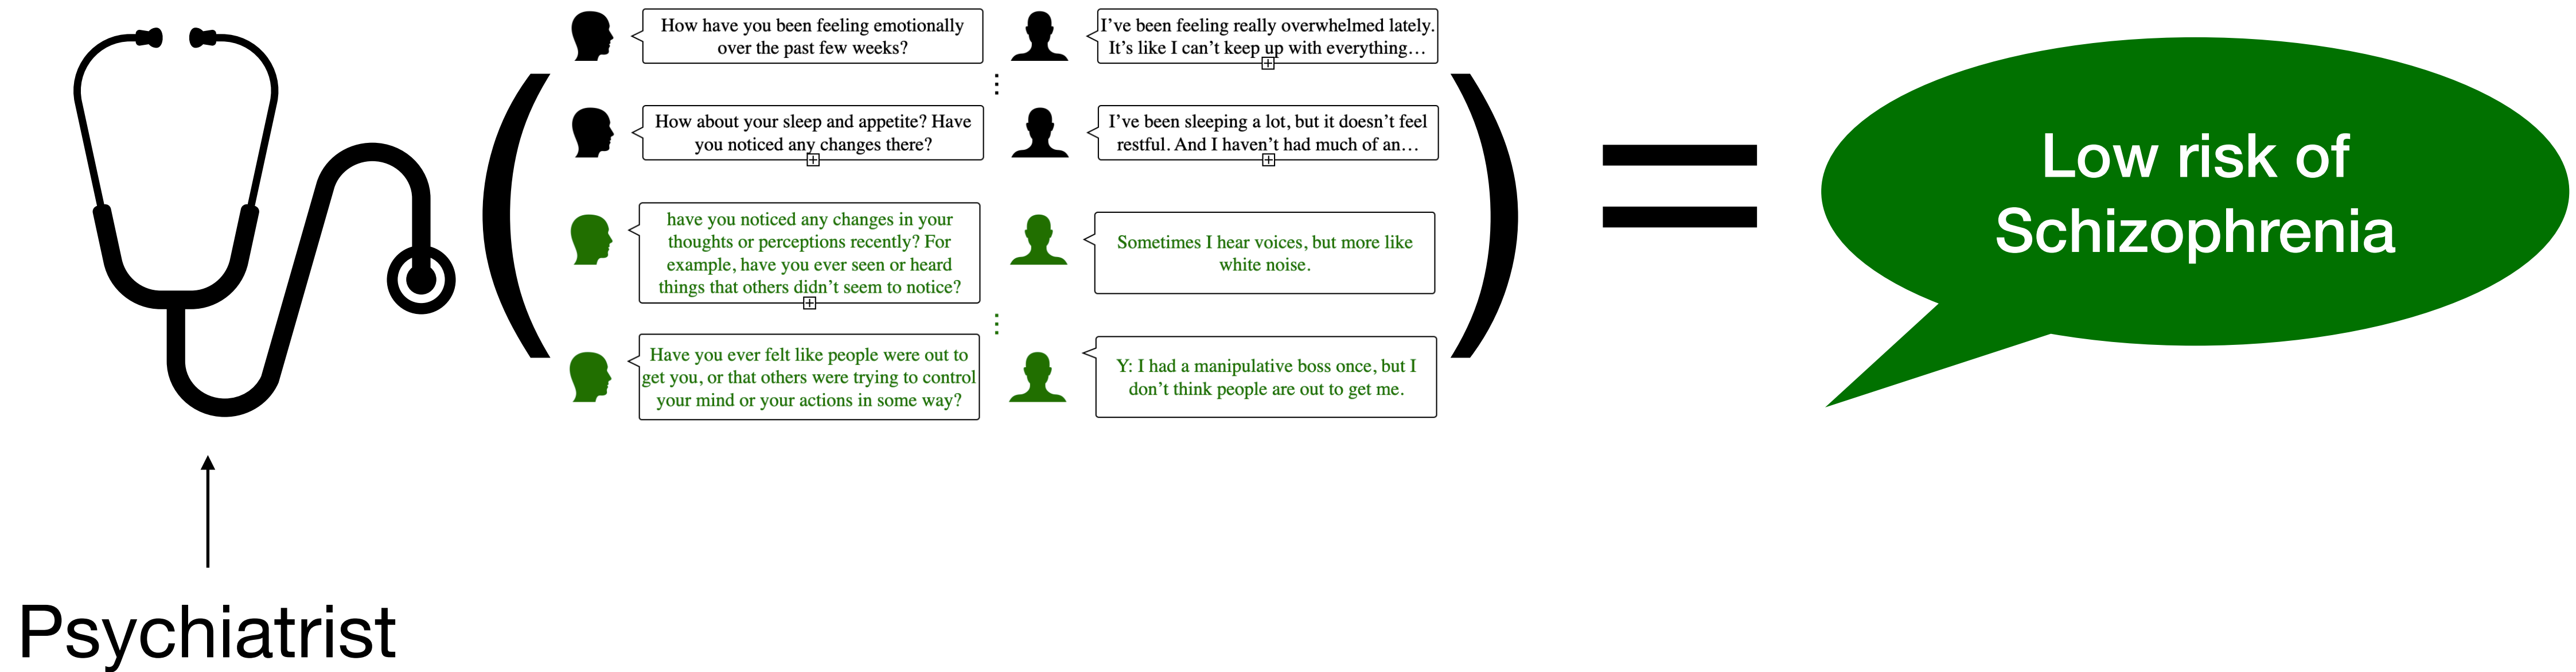 How have you been feeling emotionally
over the past few weeks?
I've been feeling really overwhelmed lately.
It's like I can't keep up with everything…
How about your sleep and appetite? Have
you noticed any changes there?
I've been sleeping a lot, but it doesn't feel
restful. And I haven't had much of an…
have you noticed any changes in your
thoughts or perceptions recently? For
example, have you ever seen or heard
things that others didn't seem to notice?
Sometimes I hear voices, but more like
white noise.
Have you ever felt like people were out to
get you, or that others were trying to control
your mind or your actions in some way?
Y: I had a manipulative boss once, but I
don't think people are out to get me.
=
Low risk of
Schizophrenia
Psychiatrist